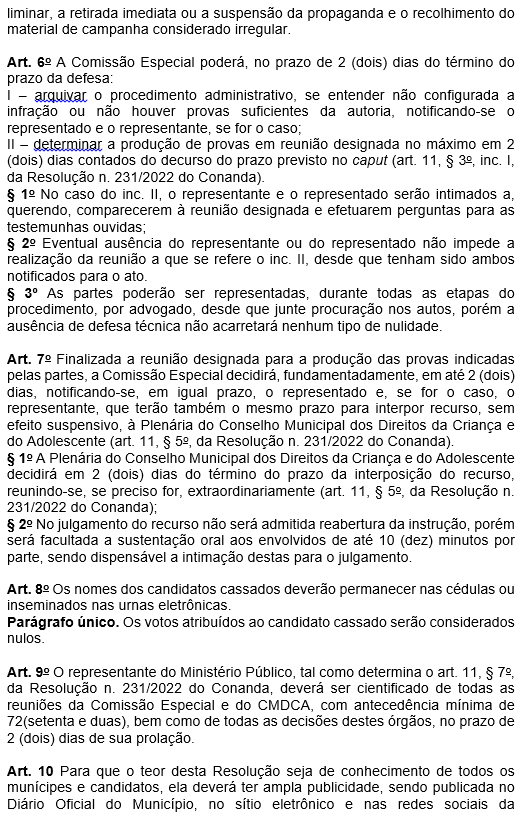 liminar, a retirada imediata ou a suspensão da propaganda e o recolhimento do
material de campanha considerado irregular.
Art. 6º A Comissão Especial poderá, no prazo de 2 (dois) dias do término do
prazo da defesa:
I – arquivar o procedimento administrativo, se entender não configurada a
infração ou não houver provas suficientes da autoria, notificando-se o
representado e o representante, se for o caso;
II – determinar a produção de provas em reunião designada no máximo em 2
(dois) dias contados do decurso do prazo previsto no caput (art. 11, § 3º, inc. I,
da Resolução n. 231/2022 do Conanda).
§ 1º No caso do inc. II, o representante e o representado serão intimados a,
querendo, comparecerem à reunião designada e efetuarem perguntas para as
testemunhas ouvidas;
§ 2º Eventual ausência do representante ou do representado não impede a
realização da reunião a que se refere o inc. II, desde que tenham sido ambos
notificados para o ato.
§ 3º As partes poderão ser representadas, durante todas as etapas do
procedimento, por advogado, desde que junte procuração nos autos, porém a
ausência de defesa técnica não acarretará nenhum tipo de nulidade.
Art. 7º Finalizada a reunião designada para a produção das provas indicadas
pelas partes, a Comissão Especial decidirá, fundamentadamente, em até 2 (dois)
dias, notificando-se, em igual prazo, o representado e, se for o caso, o
representante, que terão também o mesmo prazo para interpor recurso, sem
efeito suspensivo, à Plenária do Conselho Municipal dos Direitos da Criança e
do Adolescente (art. 11, § 5º, da Resolução n. 231/2022 do Conanda).
§ 1º A Plenária do Conselho Municipal dos Direitos da Criança e do Adolescente
decidirá em 2 (dois) dias do término do prazo da interposição do recurso,
reunindo-se, se preciso for, extraordinariamente (art. 11, § 5º, da Resolução n.
231/2022 do Conanda);
§ 2º No julgamento do recurso não será admitida reabertura da instrução, porém
será facultada a sustentação oral aos envolvidos de até 10 (dez) minutos por
parte, sendo dispensável a intimação destas para o julgamento.
Art. 8º Os nomes dos candidatos cassados deverão permanecer nas cédulas ou
inseminados nas urnas eletrônicas.
Parágrafo único. Os votos atribuídos ao candidato cassado serão considerados
nulos.
Art. 9º O representante do Ministério Público, tal como determina o art. 11, § 7º,
da Resolução n. 231/2022 do Conanda, deverá ser cientificado de todas as
reuniões da Comissão Especial e do CMDCA, com antecedência mínima de
72(setenta e duas), bem como de todas as decisões destes órgãos, no prazo de
2 (dois) dias de sua prolação.
Art. 10 Para que o teor desta Resolução seja de conhecimento de todos os
munícipes e candidatos, ela deverá ter ampla publicidade, sendo publicada no
Diário Oficial do Município, no sítio eletrônico e nas redes sociais da